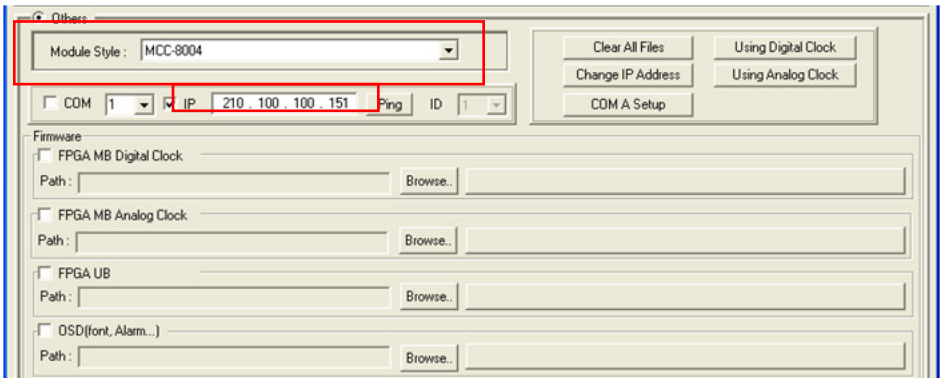 Others
Module Style : MCC-8004
Clear All Files Using Digital Clock
Change IP Address Using Analog Clock
COM A Setup
COM 1 IP 210 . 100 . 100 . 151 Ping ID 1
Firmware
FPGA MB Digital Clock
Path : Browse..
FPGA MB Analog Clock
Path : Browse..
FPGA UB
Path : Browse..
OSD(font, Alarm...)
Path : Browse..